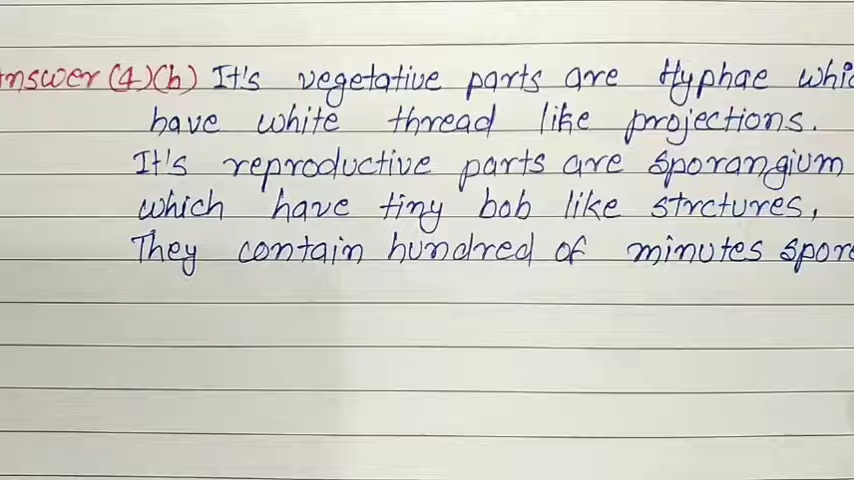 nswer (4)(b) It's vegetative parts are Hyphae whic
have white thread like projections.
It's reproductive parts are sporangium
which have tiny bob like strctures,
They contain hundred of minutes spor